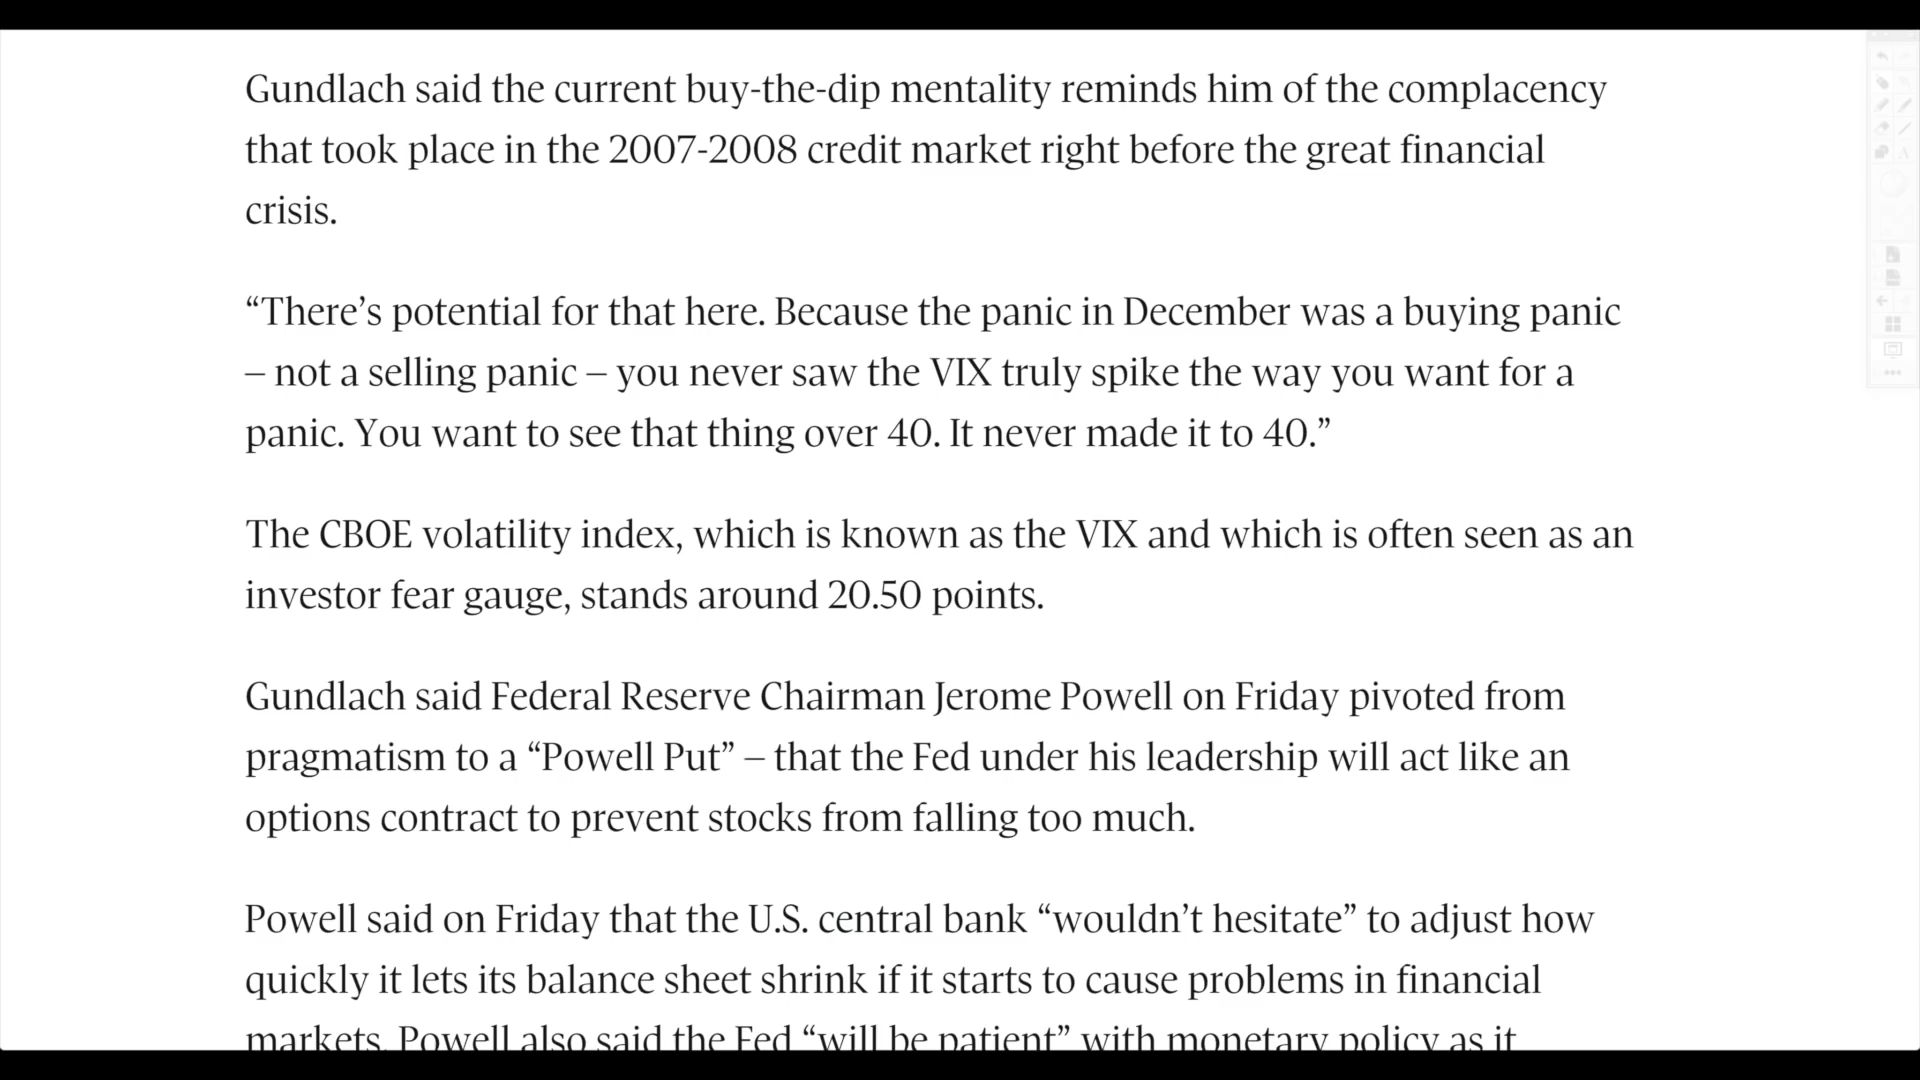 Gundlach said the current buy-the-dip mentality reminds him of the complacency
that took place in the 2007-2008 credit market right before the great financial
crisis.
“There’s potential for that here. Because the panic in December was a buying panic
– not a selling panic – you never saw the VIX truly spike the way you want for a
panic. You want to see that thing over 40. It never made it to 40.”
The CBOE volatility index, which is known as the VIX and which is often seen as an
investor fear gauge, stands around 20.50 points.
Gundlach said Federal Reserve Chairman Jerome Powell on Friday pivoted from
pragmatism to a “Powell Put” – that the Fed under his leadership will act like an
options contract to prevent stocks from falling too much.
Powell said on Friday that the U.S. central bank “wouldn’t hesitate” to adjust how
quickly it lets its balance sheet shrink if it starts to cause problems in financial
markets. Powell also said the Fed “will be patient” with monetary policy as it